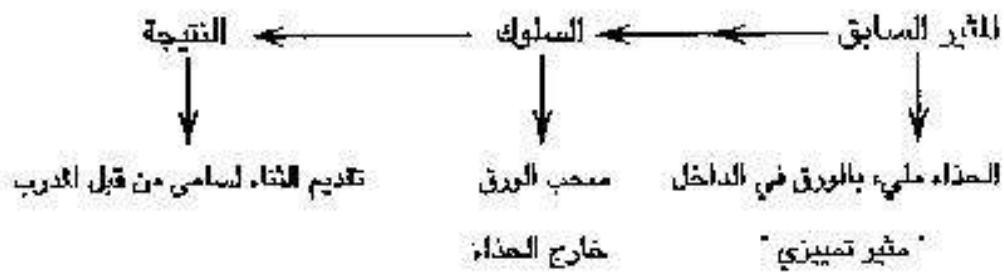 المثير السابق السلوك النتيجة
الحذاء مليء بالورق في الداخل سحب الورق تقديم الثناء لسامي من قبل المدرب
" مثير تمييزي " خارج الحذاء